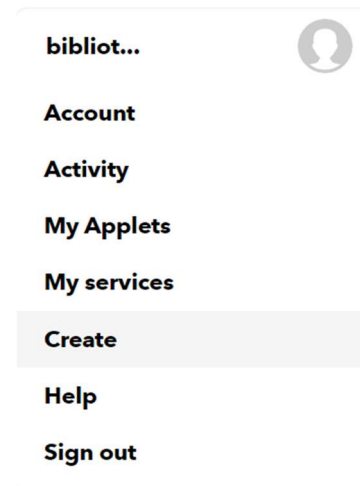 bibliot...
Account
Activity
My Applets
My services
Create
Help
Sign out